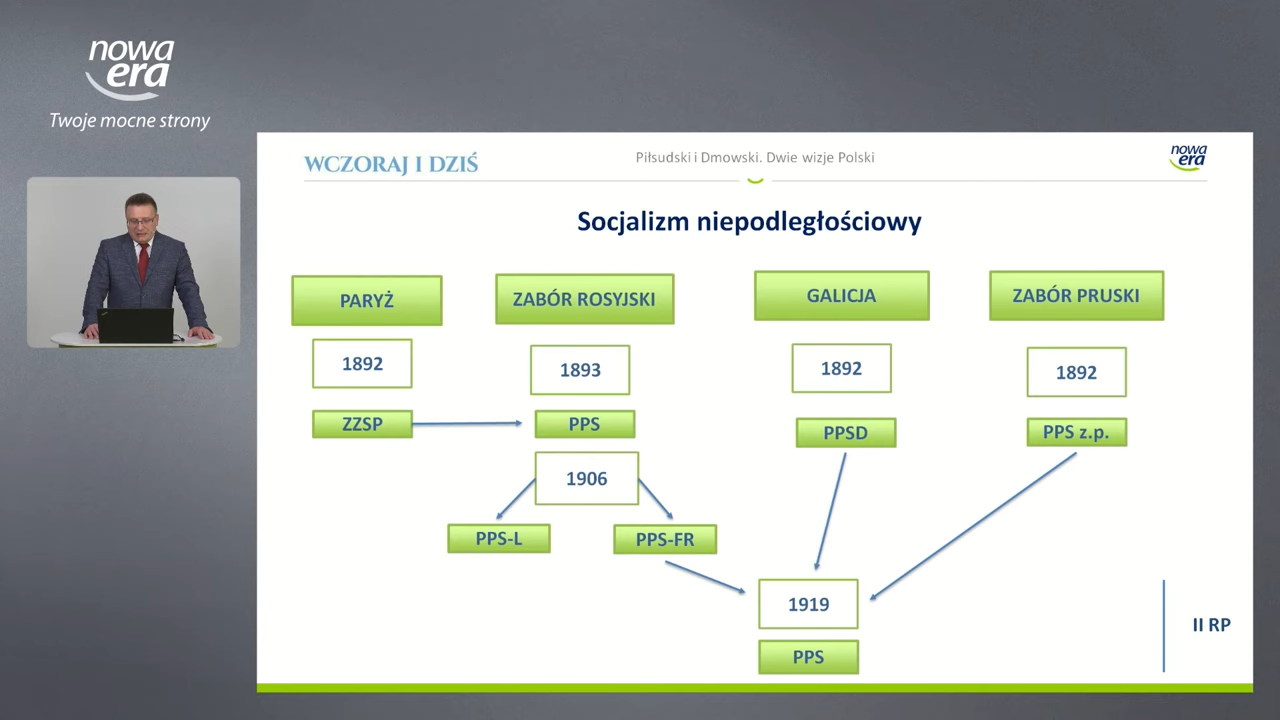 nowa
era
Twoje mocne strony
WCZORAJ I DZIŚ
Piłsudski i Dmowski. Dwie wizje Polski
nowa
era
Socjalizm niepodległościowy
PARYŻ
ZABÓR ROSYJSKI
GALICJA
ZABÓR PRUSKI
1892
1893
1892
1892
ZZSP
PPS
PPSD
PPS z.p.
1906
PPS-L
PPS-FR
1919
II RP
PPS